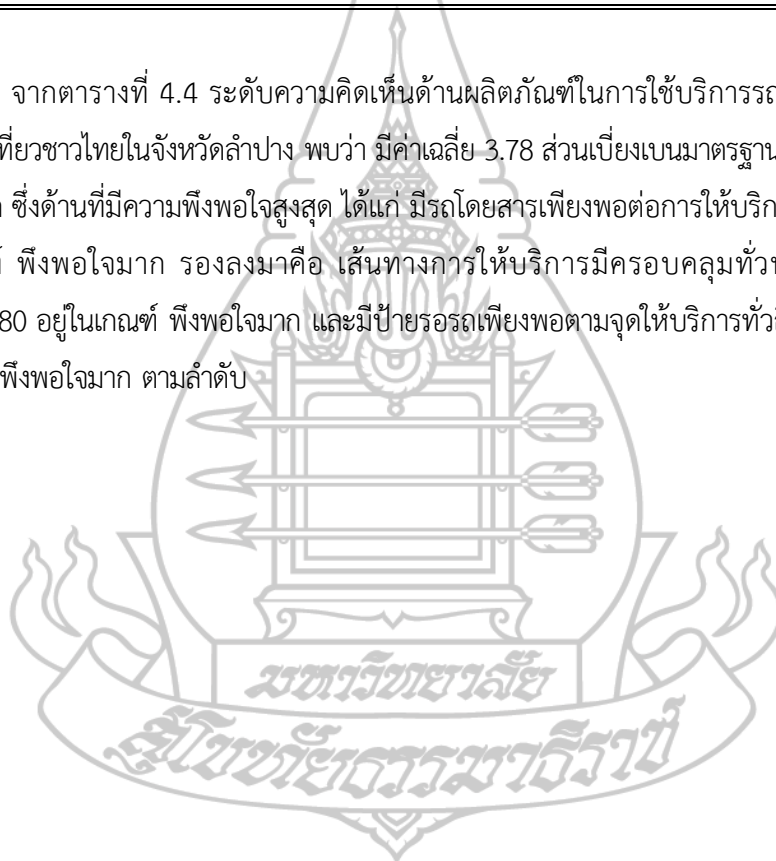 จากตารางที่ 4.4 ระดับความคิดเห็นด้านผลิตภัณฑ์ในการใช้บริการรถ
ที่ยวชาวไทยในจังหวัดลำปาง พบว่า มีค่าเฉลี่ย 3.78 ส่วนเบี่ยงเบนมาตรฐาน
ซึ่งด้านที่มีความพึงพอใจสูงสุด ได้แก่ มีรถโดยสารเพียงพอต่อการให้บริก
พึงพอใจมาก รองลงมาคือ เส้นทางการให้บริการมีครอบคลุมทั่ว
80 อยู่ในเกณฑ์ พึงพอใจมาก และมีป้ายรอรถเพียงพอตามจุดให้บริการทั่ว
พึงพอใจมาก ตามลำดับ
มหาวิทยาลัย
สุโขทัยธรรมาธิราช